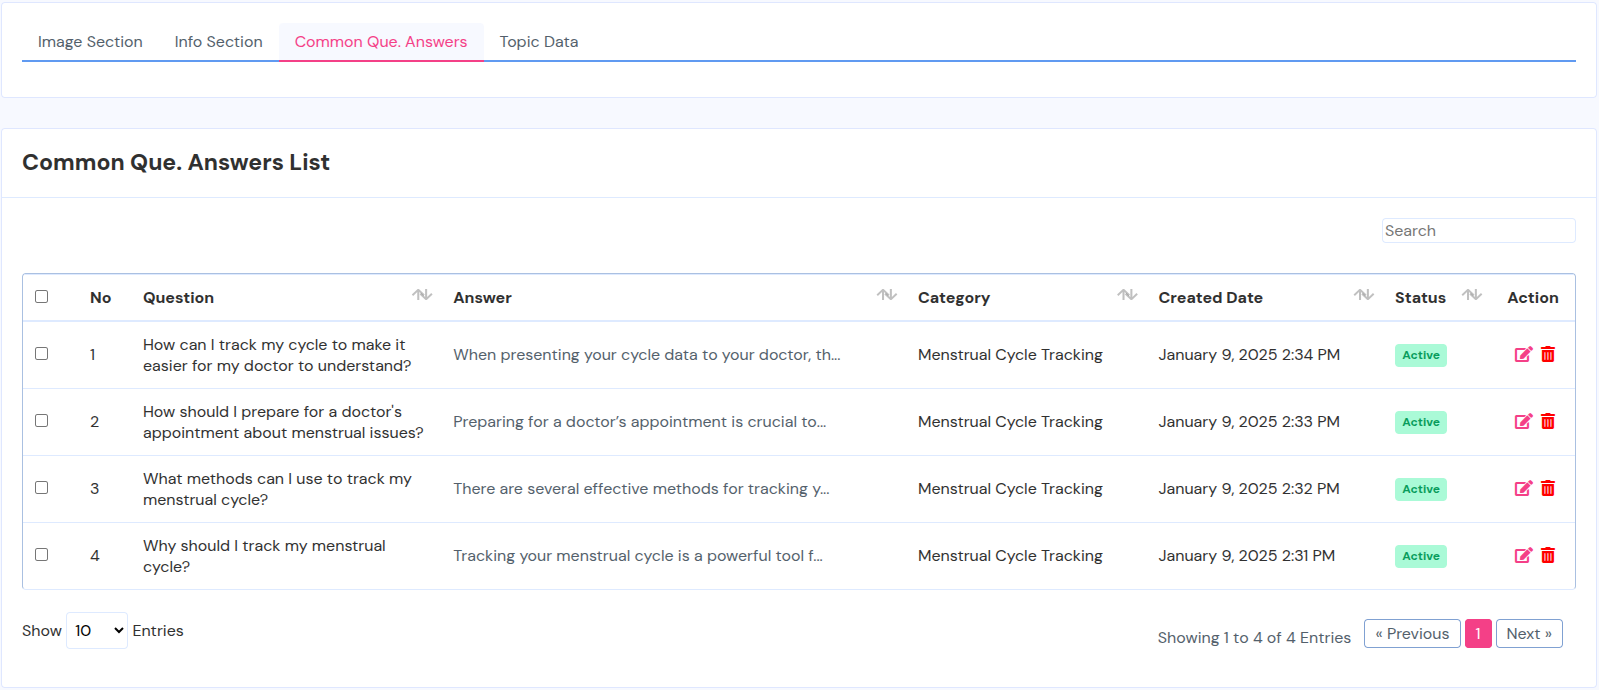 Image Section Info Section Common Que. Answers Topic Data
Common Que. Answers List
Search
No Question Answer Category Created Date Status Action
1 How can I track my cycle to make it easier for my doctor to understand? When presenting your cycle data to your doctor, th... Menstrual Cycle Tracking January 9, 2025 2:34 PM Active
2 How should I prepare for a doctor's appointment about menstrual issues? Preparing for a doctor’s appointment is crucial to... Menstrual Cycle Tracking January 9, 2025 2:33 PM Active
3 What methods can I use to track my menstrual cycle? There are several effective methods for tracking y... Menstrual Cycle Tracking January 9, 2025 2:32 PM Active
4 Why should I track my menstrual cycle? Tracking your menstrual cycle is a powerful tool f... Menstrual Cycle Tracking January 9, 2025 2:31 PM Active
Show 10 Entries
Showing 1 to 4 of 4 Entries « Previous 1 Next »